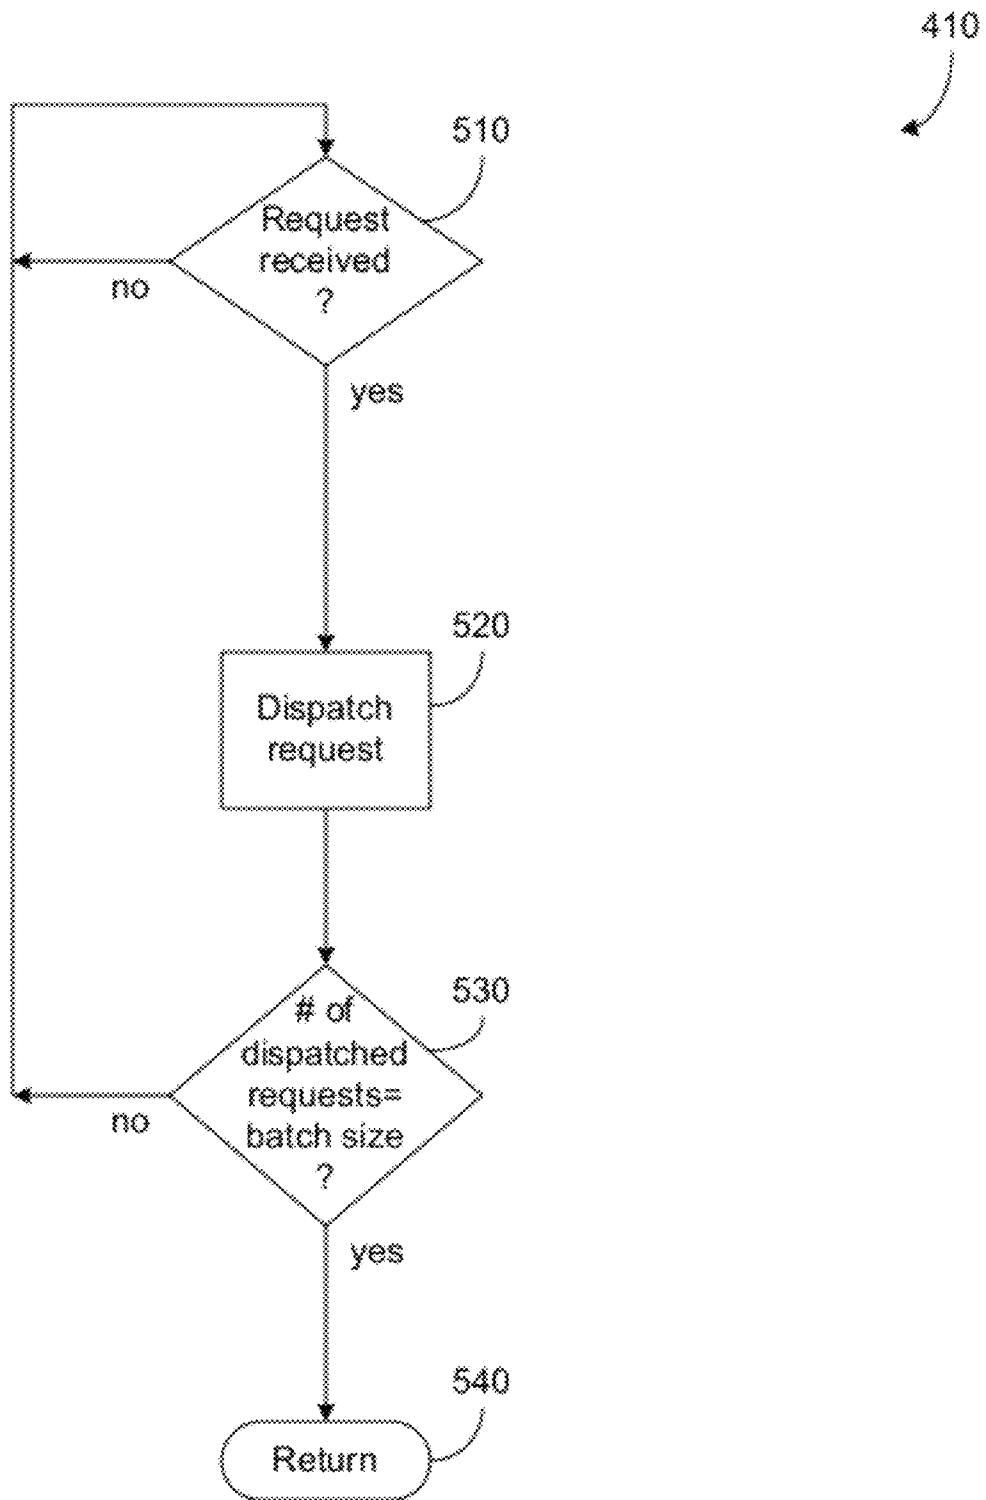 410
510
Request
received
?
no
yes
520
Dispatch
request
530
# of
dispatched
requests=
batch size
?
no
yes
540
Return